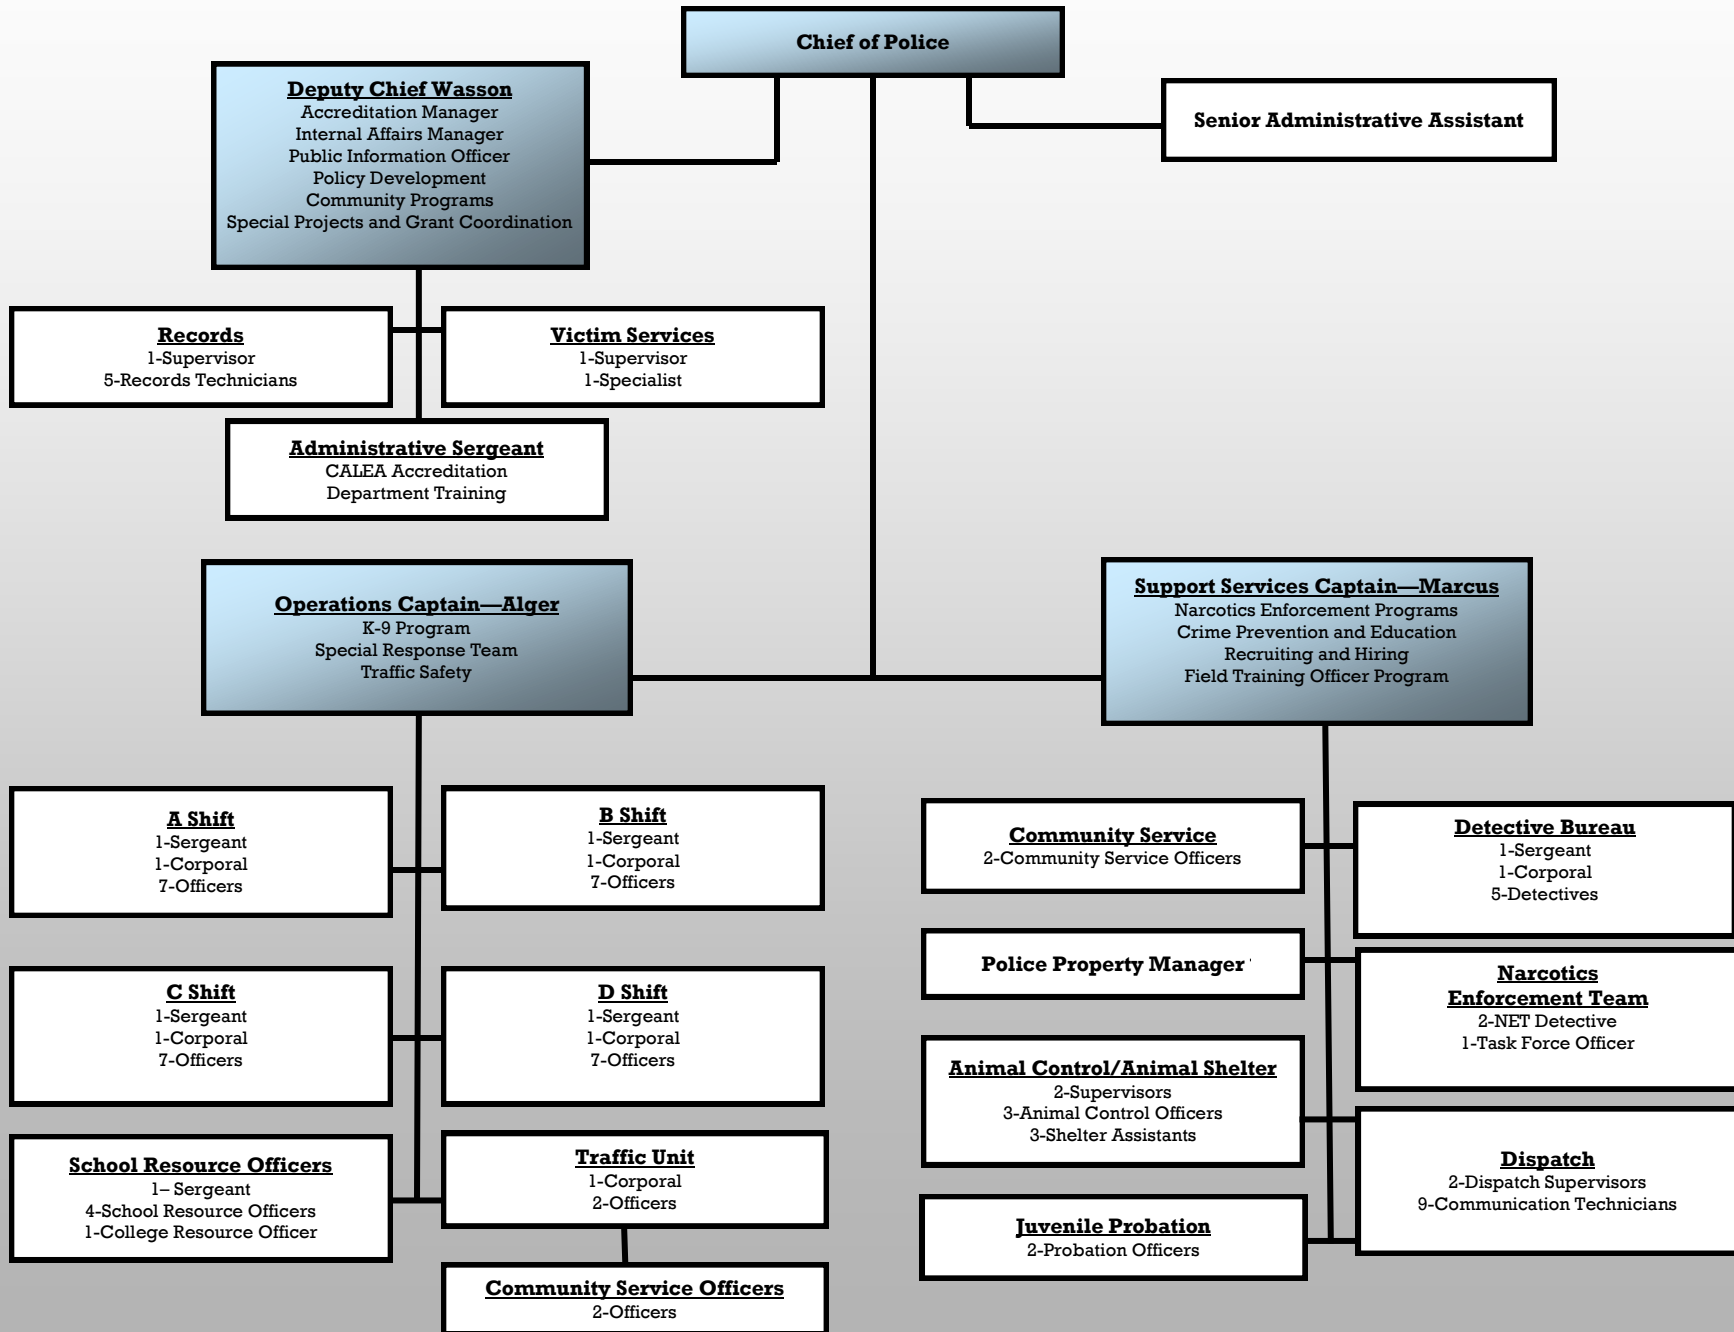 Chief of Police
Deputy Chief Wasson
Accreditation Manager
Internal Affairs Manager
Public Information Officer
Policy Development
Community Programs
Special Projects and Grant Coordination
Senior Administrative Assistant
Records
1-Supervisor
5-Records Technicians
Victim Services
1-Supervisor
1-Specialist
Administrative Sergeant
CALEA Accreditation
Department Training
Operations Captain—Alger
K-9 Program
Special Response Team
Traffic Safety
Support Services Captain—Marcus
Narcotics Enforcement Programs
Crime Prevention and Education
Recruiting and Hiring
Field Training Officer Program
A Shift
1-Sergeant
1-Corporal
7-Officers
B Shift
1-Sergeant
1-Corporal
7-Officers
Community Service
2-Community Service Officers
Detective Bureau
1-Sergeant
1-Corporal
5-Detectives
C Shift
1-Sergeant
1-Corporal
7-Officers
D Shift
1-Sergeant
1-Corporal
7-Officers
Police Property Manager
Narcotics
Enforcement Team
2-NET Detective
1-Task Force Officer
Animal Control/Animal Shelter
2-Supervisors
3-Animal Control Officers
3-Shelter Assistants
School Resource Officers
1– Sergeant
4-School Resource Officers
1-College Resource Officer
Traffic Unit
1-Corporal
2-Officers
Dispatch
2-Dispatch Supervisors
9-Communication Technicians
Juvenile Probation
2-Probation Officers
Community Service Officers
2-Officers